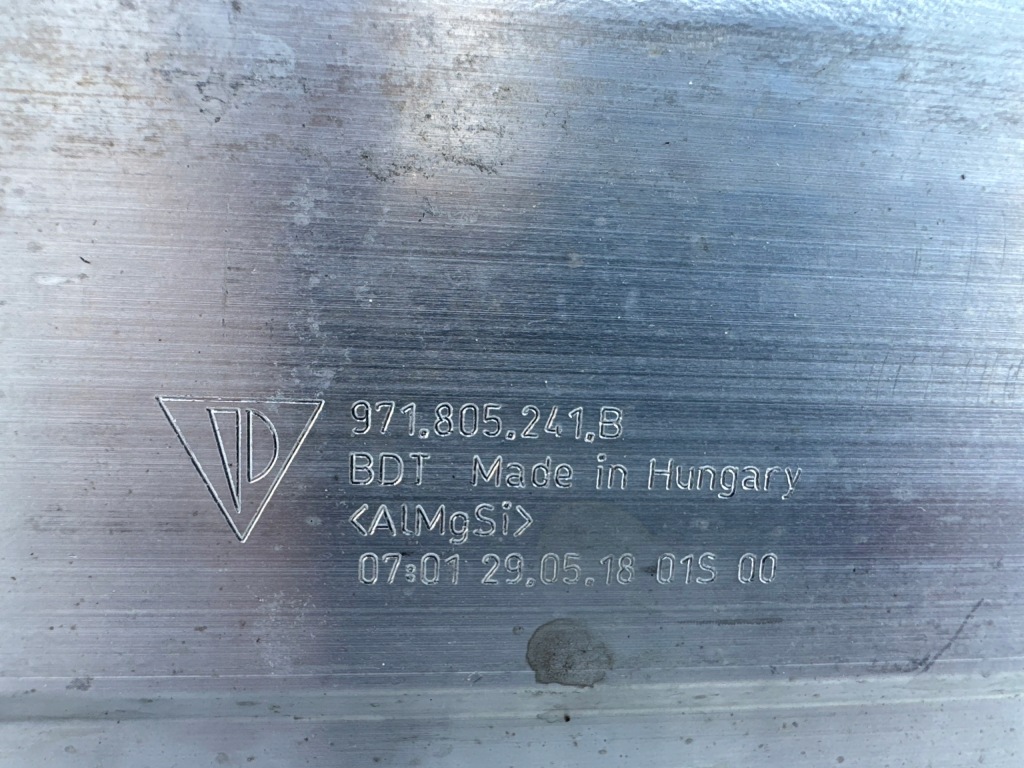 971.805.241.B
BDT Made in Hungary
<AlMgSi>
07:01 29.05.18 01S 00